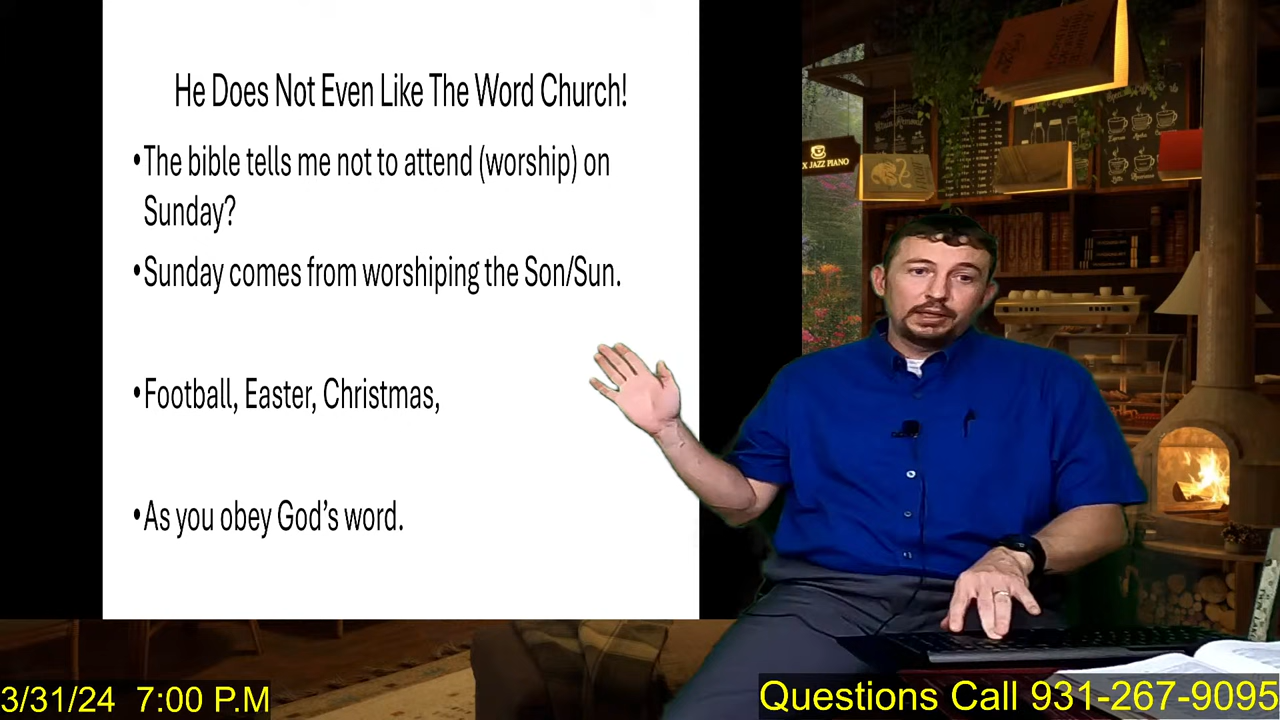 He Does Not Even Like The Word Church!
•The bible tells me not to attend (worship) on
Sunday?
•Sunday comes from worshiping the Son/Sun.
•Football, Easter, Christmas,
•As you obey God's word.
X JAZZ PIANO
3/31/24 7:00 P.M
Questions Call 931-267-9095